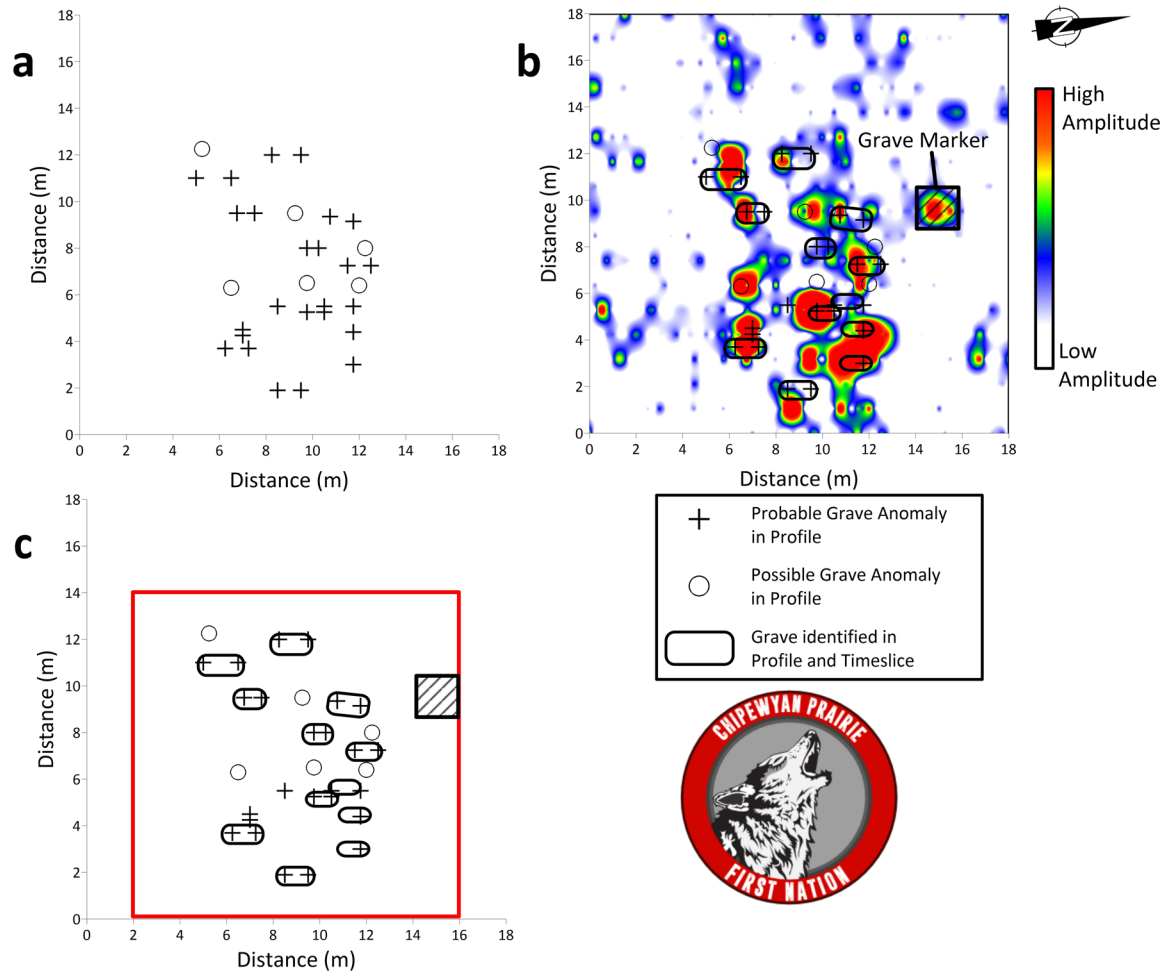 a
18
16
14
12
10
8
6
4
2
0
0 2 4 6 8 10 12 14 16 18
Distance (m)
Distance (m)
b
18
16
14
12
10
8
6
4
2
0
0 2 4 6 8 10 12 14 16 18
Distance (m)
Distance (m)
Grave Marker
N
High
Amplitude
Low
Amplitude
c
18
16
14
12
10
8
6
4
2
0
0 2 4 6 8 10 12 14 16 18
Distance (m)
Distance (m)
Probable Grave Anomaly
in Profile
Possible Grave Anomaly
in Profile
Grave identified in
Profile and Timeslice
CHIPEWYAN PRAIRIE
FIRST NATION